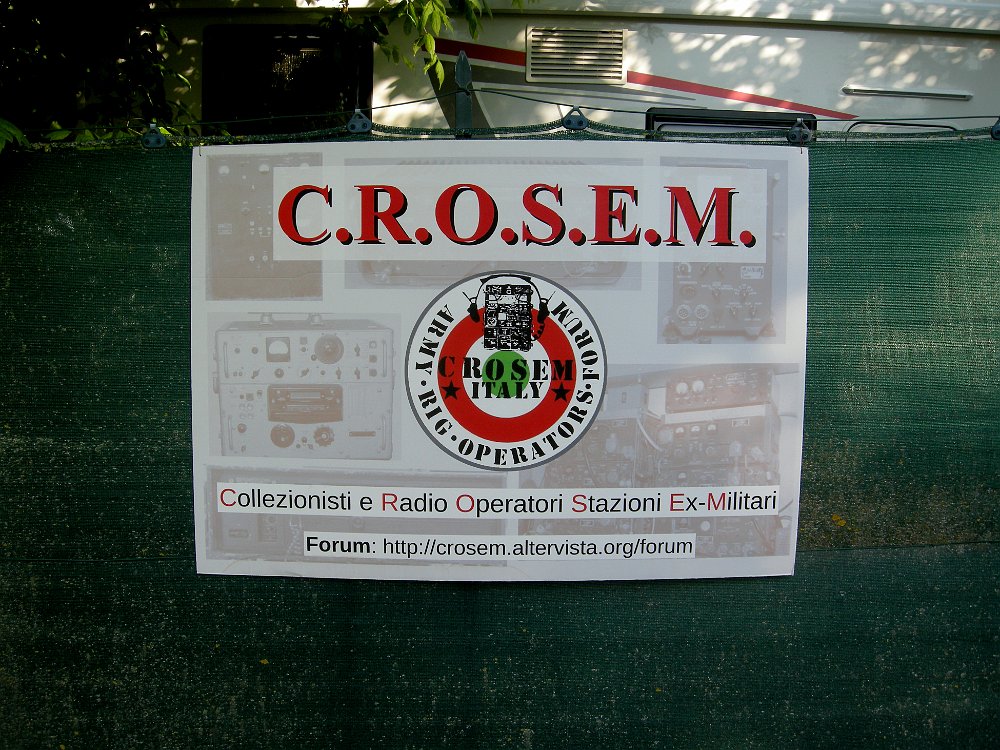 C.R.O.S.E.M.
ARMY · RIG · OPERATORS · FORUM
CROSEM
ITALY
Collezionisti e Radio Operatori Stazioni Ex-Militari
Forum: http://crosem.altervista.org/forum